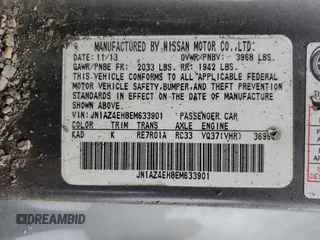 MANUFACTURED BY NISSAN MOTOR CO., LTD.
DATE: 11/13 GVWR/PNBV: 3968 LBS.
GAWR/PNBE FR: 2033 LBS. RR: 1942 LBS.
THIS VEHICLE CONFORMS TO ALL APPLICABLE FEDERAL
MOTOR VEHICLE SAFETY, BUMPER, AND THEFT
PREVENTION STANDARDS IN EFFECT ON THE DATE
OF MANUFACTURE SHOWN ABOVE.
VIN: JN1AZ4EH8EM633901 PASSENGER CAR
COLOR TRIM TRANS AXLE ENGINE
KAD K RE7R01A RC33 VQ37(VHR) 3696
JN1AZ4EH8EM633901